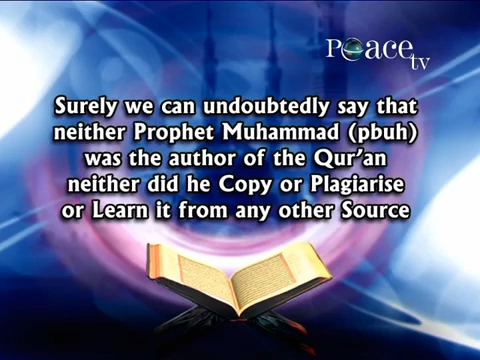 Peace
tv
Surely we can undoubtedly say that
neither Prophet Muhammad (pbuh)
was the author of the Qur'an
neither did he Copy or Plagiarise
or Learn it from any other Source